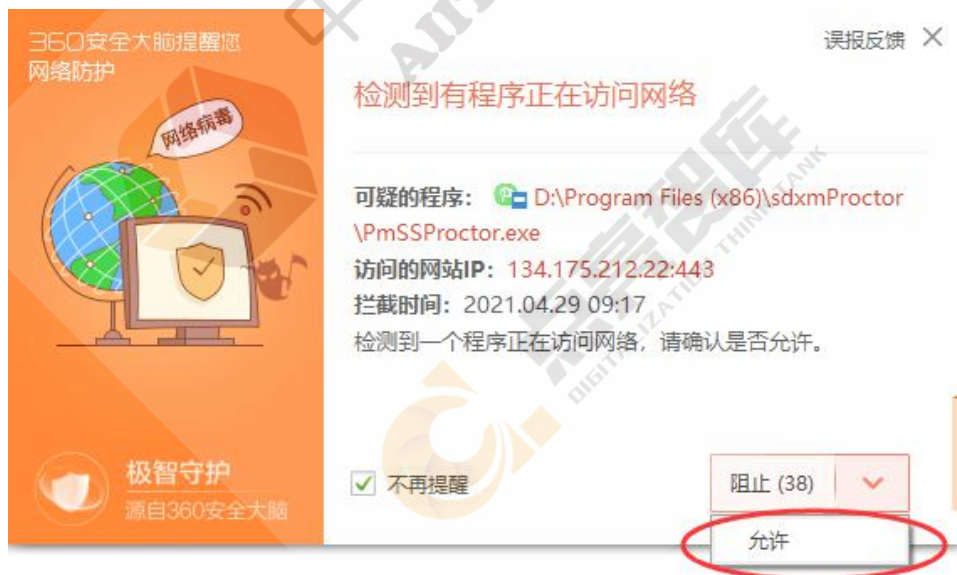 360安全大脑提醒您
网络防护
误报反馈
检测到有程序正在访问网络
网络病毒
可疑的程序: D:\Program Files (x86)\sdxmProctor
\PmSSProctor.exe
访问的网站IP: 134.175.212.22:443
拦截时间: 2021.04.29 09:17
检测到一个程序正在访问网络，请确认是否允许。
极智守护
源自360安全大脑
不再提醒
阻止 (38)
允许